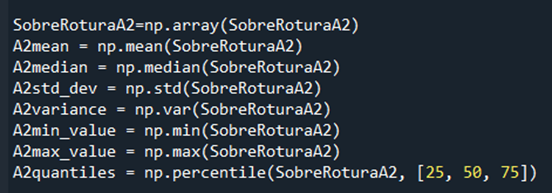 SobreRoturaA2=np.array(SobreRoturaA2)
A2mean = np.mean(SobreRoturaA2)
A2median = np.median(SobreRoturaA2)
A2std_dev = np.std(SobreRoturaA2)
A2variance = np.var(SobreRoturaA2)
A2min_value = np.min(SobreRoturaA2)
A2max_value = np.max(SobreRoturaA2)
A2quantiles = np.percentile(SobreRoturaA2, [25, 50, 75])